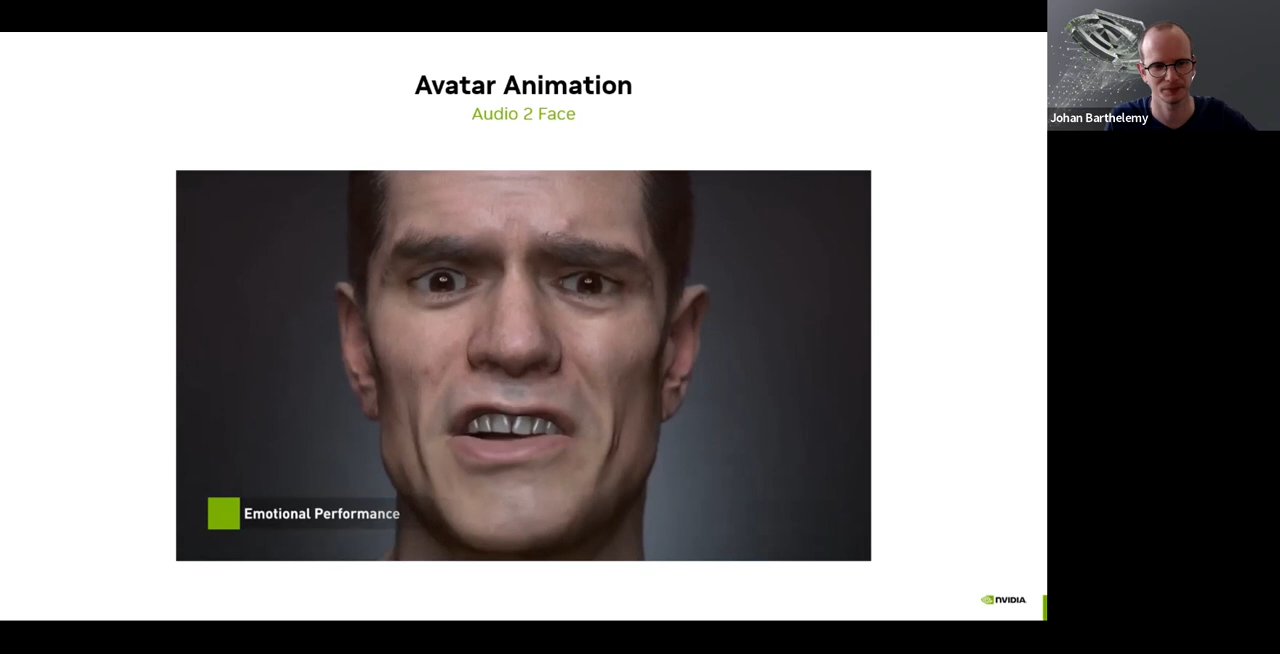 Avatar Animation
Audio 2 Face
Johan Barthelemy
Emotional Performance
NVIDIA